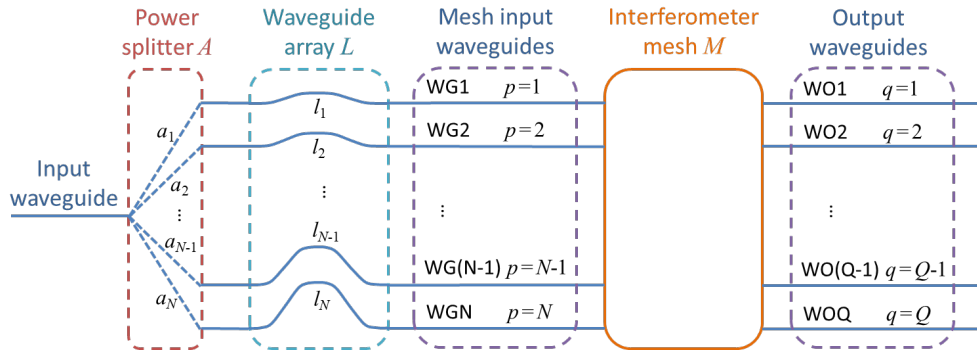 Power
splitter A
Waveguide
array L
Mesh input
waveguides
Interferometer
mesh M
Output
waveguides
Input
waveguide
a1
a2
⋮
aN-1
aN
l1
l2
⋮
lN-1
lN
WG1 p=1
WG2 p=2
⋮
WG(N-1) p=N-1
WGN p=N
WO1 q=1
WO2 q=2
⋮
WO(Q-1) q=Q-1
WOQ q=Q